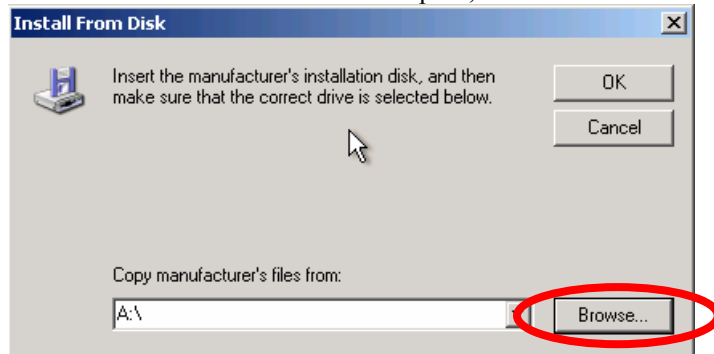 Install From Disk
Insert the manufacturer's installation disk, and then
make sure that the correct drive is selected below.
OK
Cancel
Copy manufacturer's files from:
A:\
Browse...